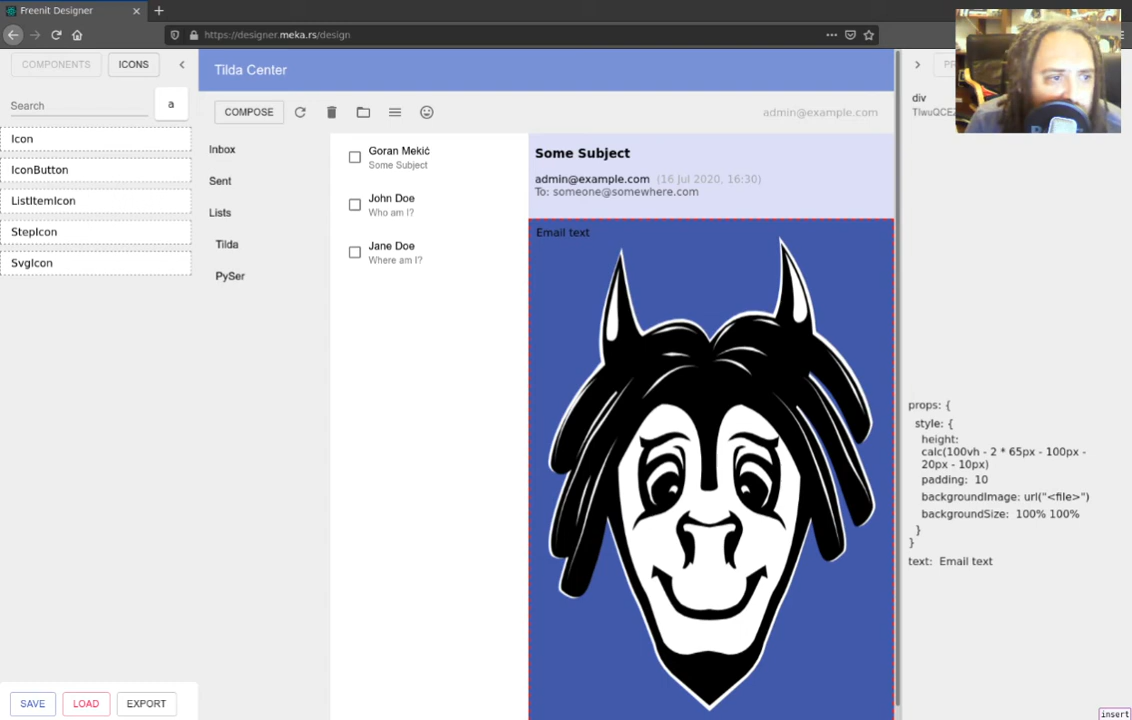 Freenit Designer
https://designer.meka.rs/design
COMPONENTS
ICONS
Search
a
Icon
IconButton
ListItemIcon
StepIcon
SvgIcon
SAVE
LOAD
EXPORT
Tilda Center
COMPOSE
admin@example.com
Inbox
Sent
Lists
Tilda
PySer
Goran Mekić
Some Subject
John Doe
Who am I?
Jane Doe
Where am I?
Some Subject
admin@example.com (16 Jul 2020, 16:30)
To: someone@somewhere.com
Email text
div
props: {
style: {
height:
calc(100vh - 2 * 65px - 100px -
20px - 10px)
padding: 10
backgroundImage: url("<file>")
backgroundSize: 100% 100%
}
}
text: Email text
insert